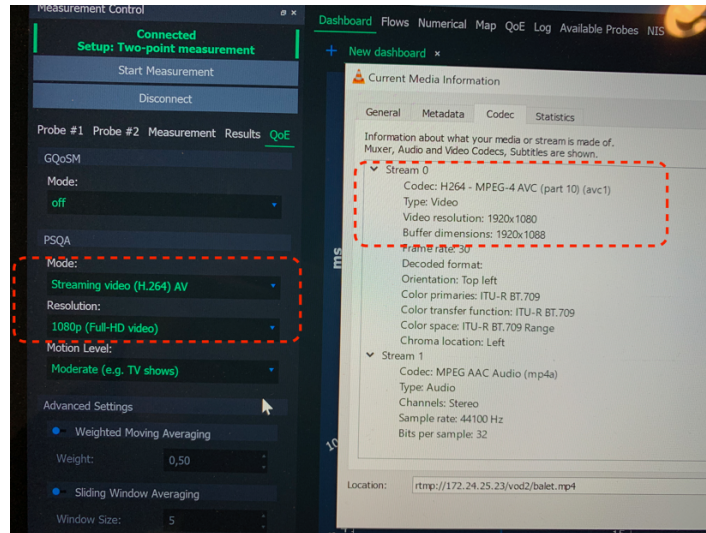 Measurement Control
Connected
Setup: Two-point measurement
Start Measurement
Disconnect
Probe #1 Probe #2 Measurement Results QoE
GQoSM
Mode:
off
PSQA
Mode:
Streaming video (H.264) AV
Resolution:
1080p (Full-HD video)
Motion Level:
Moderate (e.g. TV shows)
Advanced Settings
Weighted Moving Averaging
Weight: 0,50
Sliding Window Averaging
Window Size: 5
Dashboard Flows Numerical Map QoE Log Available Probes NIS
+ New dashboard ×
ms
Current Media Information
General Metadata Codec Statistics
Information about what your media or stream is made of.
Muxer, Audio and Video Codecs, Subtitles are shown.
Stream 0
Codec: H264 - MPEG-4 AVC (part 10) (avc1)
Type: Video
Video resolution: 1920x1080
Buffer dimensions: 1920x1088
Frame rate: 30
Decoded format:
Orientation: Top left
Color primaries: ITU-R BT.709
Color transfer function: ITU-R BT.709
Color space: ITU-R BT.709 Range
Chroma location: Left
Stream 1
Codec: MPEG AAC Audio (mp4a)
Type: Audio
Channels: Stereo
Sample rate: 44100 Hz
Bits per sample: 32
Location: rtmp://172.24.25.23/vod2/balet.mp4